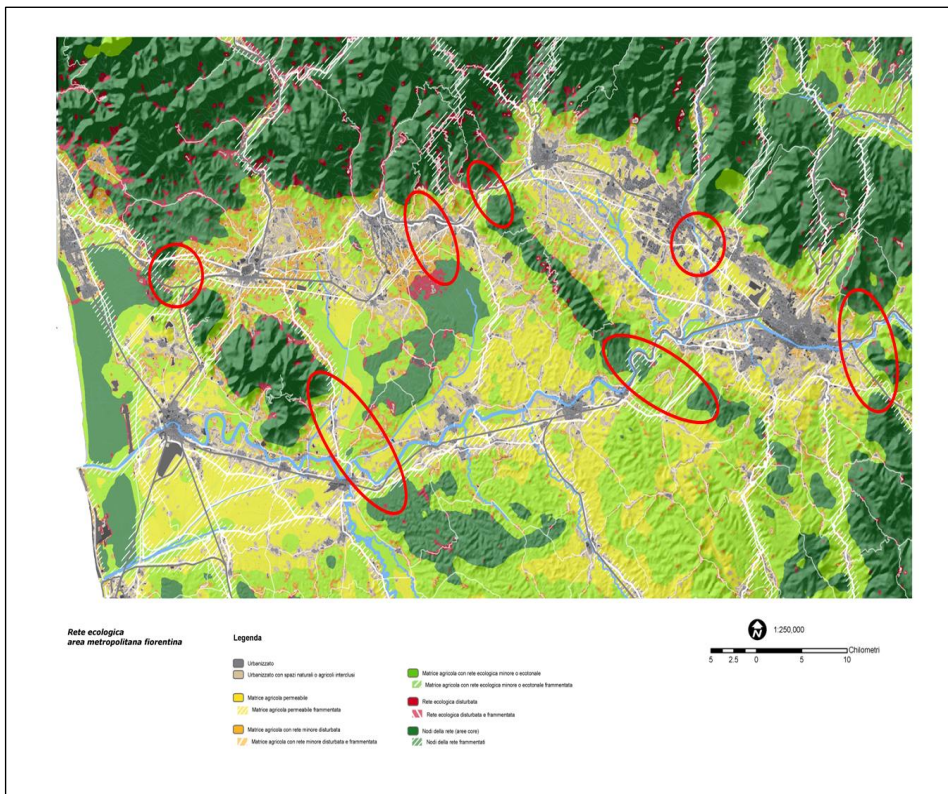 Rete ecologica
area metropolitana fiorentina
Legenda
Urbanizzato
Urbanizzato con spazi naturali o agricoli interclusi
Matrice agricola permeabile
Matrice agricola permeabile frammentata
Matrice agricola con rete minore disturbata
Matrice agricola con rete minore disturbata e frammentata
Matrice agricola con rete ecologica minore o ecotonale
Matrice agricola con rete ecologica minore o ecotonale frammentata
Rete ecologica disturbata
Rete ecologica disturbata e frammentata
Nodi della rete (aree core)
Nodi della rete frammentati
N
1:250,000
Chilometri
5 2.5 0 5 10